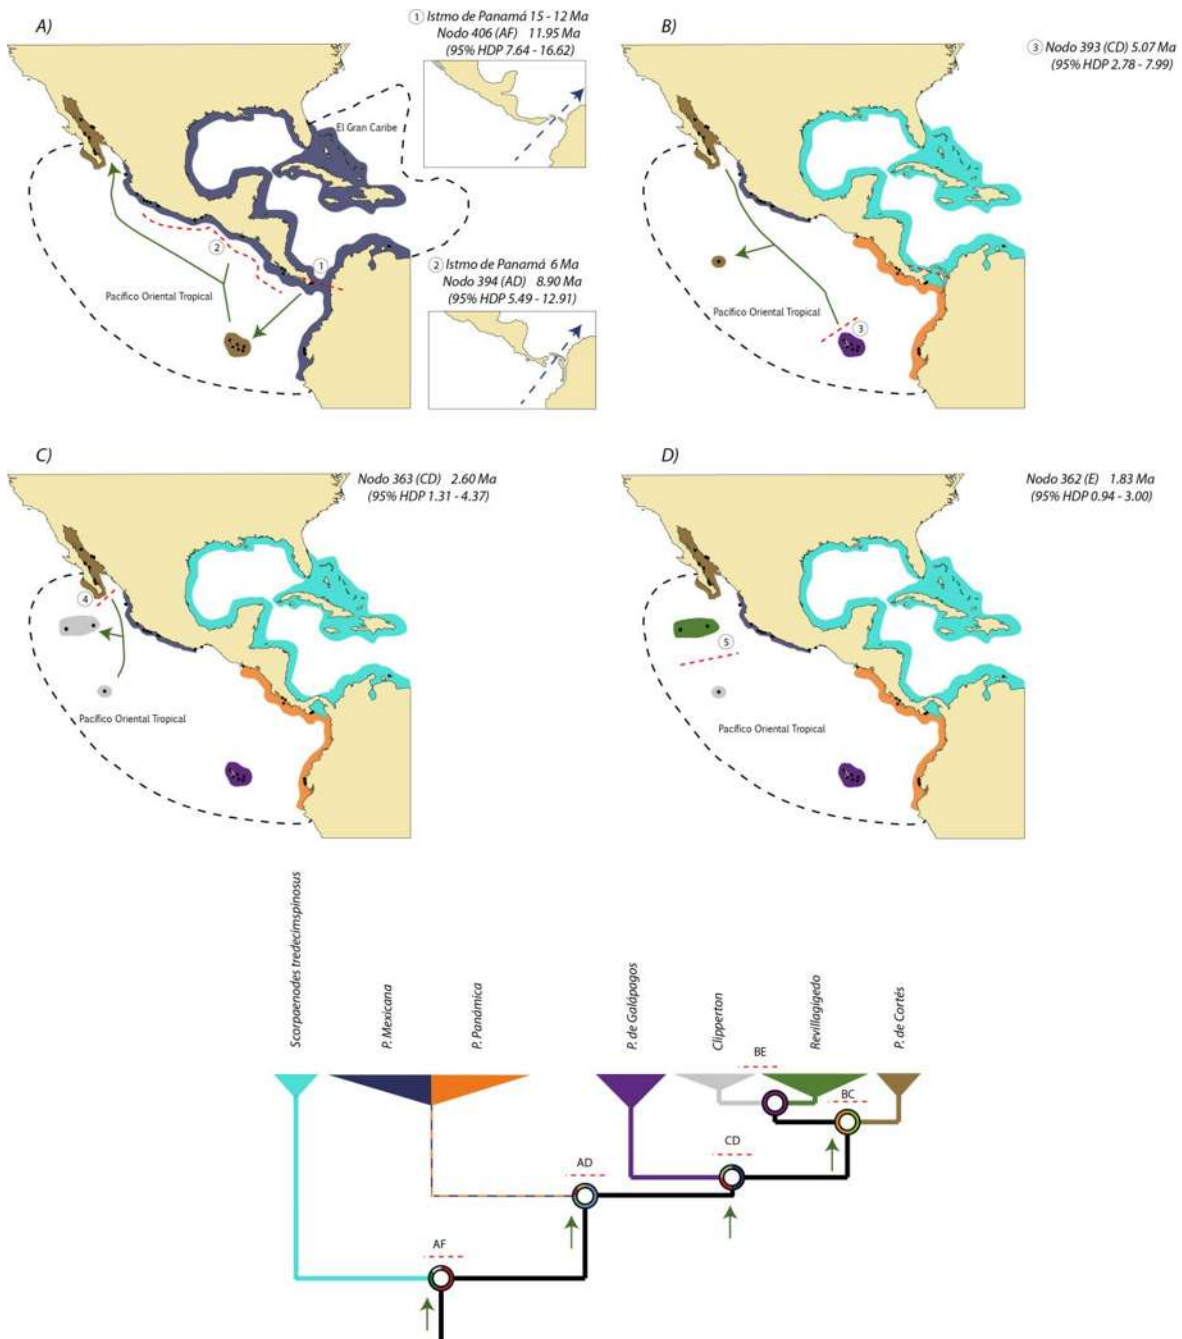 A)
① Istmo de Panamá 15 - 12 Ma
Nodo 406 (AF) 11.95 Ma
(95% HDP 7.64 - 16.62)
El Gran Caribe
2
1
Pacífico Oriental Tropical
② Istmo de Panamá 6 Ma
Nodo 394 (AD) 8.90 Ma
(95% HDP 5.49 - 12.91)
B)
③ Nodo 393 (CD) 5.07 Ma
(95% HDP 2.78 - 7.99)
Pacífico Oriental Tropical
3
C)
Nodo 363 (CD) 2.60 Ma
(95% HDP 1.31 - 4.37)
4
Pacífico Oriental Tropical
D)
Nodo 362 (E) 1.83 Ma
(95% HDP 0.94 - 3.00)
5
Pacífico Oriental Tropical
Scorpaenodes tredecimspinosus
P. Mexicana
P. Panámica
P. de Galápagos
Clipperton
Revillagigedo
P. de Cortés
BE
BC
CD
AD
AF